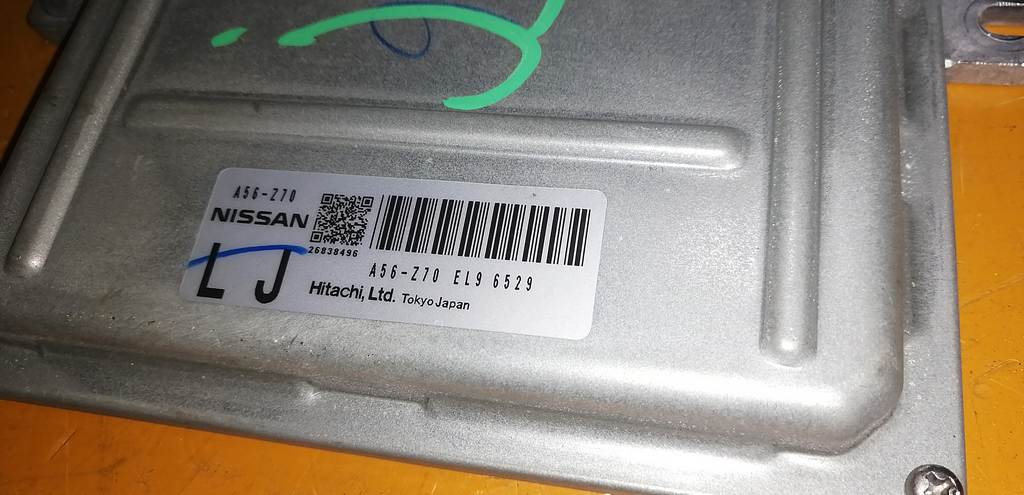 A56-Z70
NISSAN
26838496
A56-Z70 EL9 6529
LJ
Hitachi, Ltd. Tokyo Japan